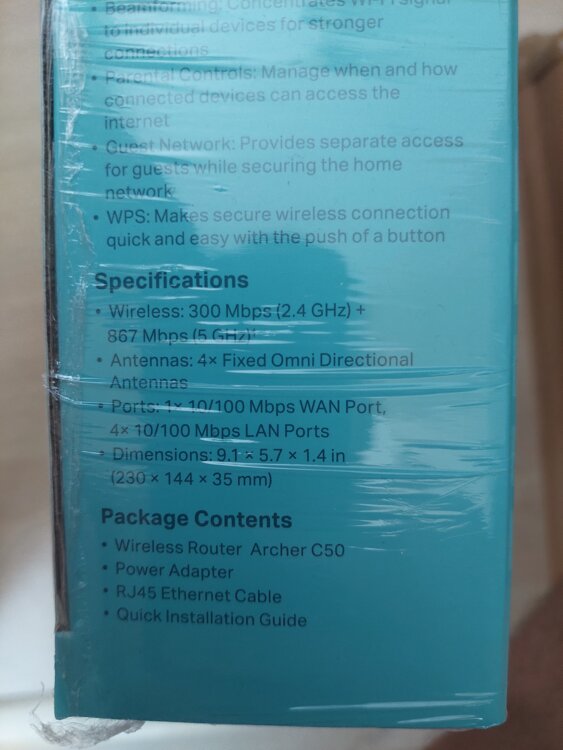 • Beamforming: Concentrates Wi-Fi signal
to individual devices for stronger
connections
• Parental Controls: Manage when and how
connected devices can access the
internet
• Guest Network: Provides separate access
for guests while securing the home
network
• WPS: Makes secure wireless connection
quick and easy with the push of a button
Specifications
• Wireless: 300 Mbps (2.4 GHz) +
867 Mbps (5 GHz)†
• Antennas: 4× Fixed Omni Directional
Antennas
• Ports: 1× 10/100 Mbps WAN Port,
4× 10/100 Mbps LAN Ports
• Dimensions: 9.1 × 5.7 × 1.4 in
(230 × 144 × 35 mm)
Package Contents
• Wireless Router Archer C50
• Power Adapter
• RJ45 Ethernet Cable
• Quick Installation Guide